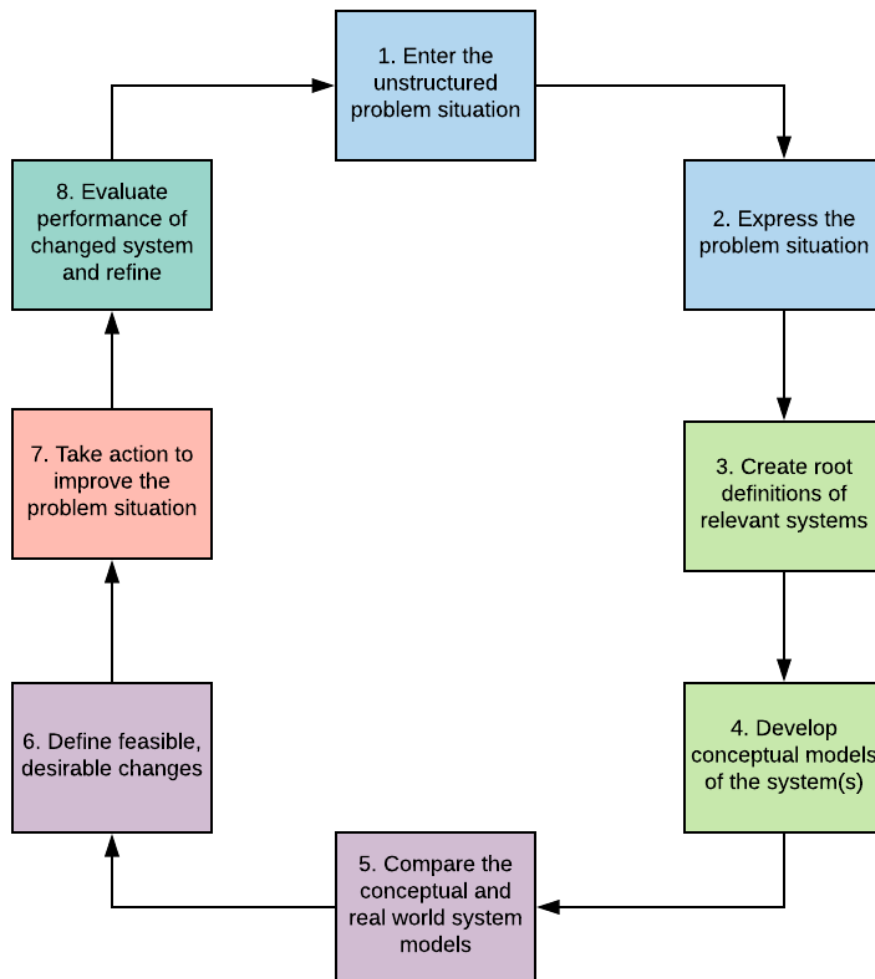 1. Enter the
unstructured
problem situation
2. Express the
problem situation
3. Create root
definitions of
relevant systems
4. Develop
conceptual models
of the system(s)
5. Compare the
conceptual and
real world system
models
6. Define feasible,
desirable changes
7. Take action to
improve the
problem situation
8. Evaluate
performance of
changed system
and refine